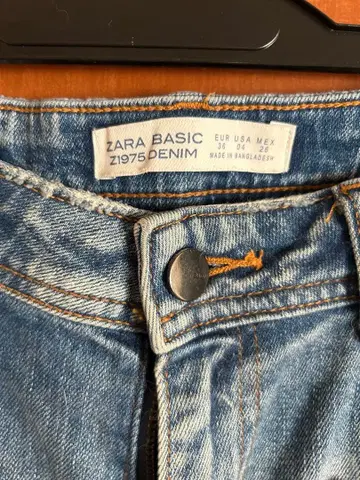 ZARA BASIC
Z1975 DENIM
EUR USA MEX
36 04 26
MADE IN BANGLADESH